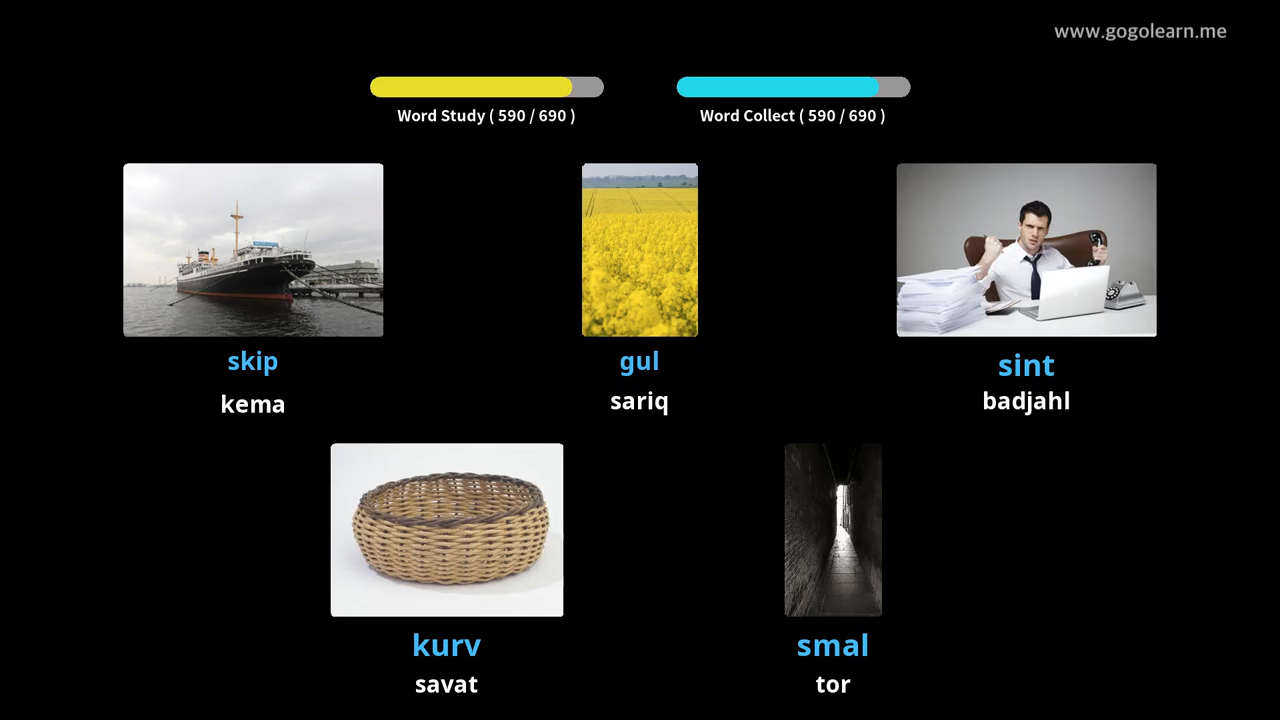 www.gogolearn.me
Word Study ( 590 / 690 )
Word Collect ( 590 / 690 )
skip
kema
gul
sariq
sint
badjahl
kurv
savat
smal
tor